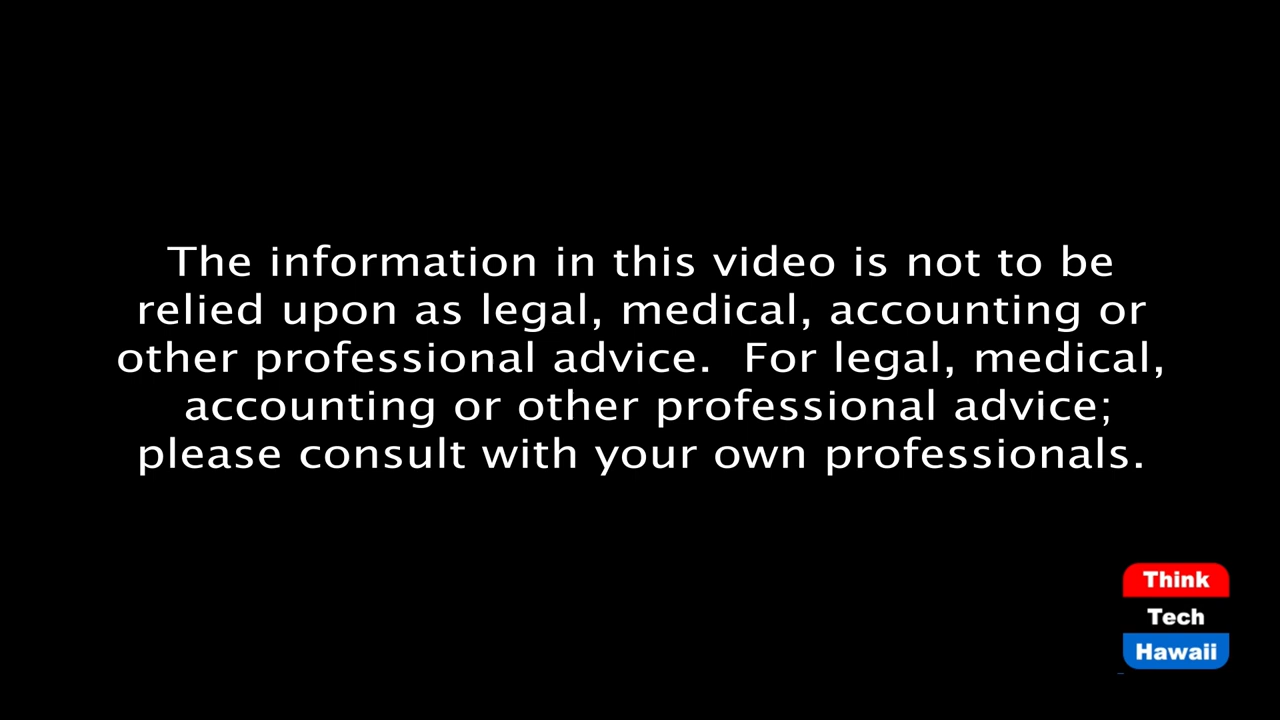 The information in this video is not to be
relied upon as legal, medical, accounting or
other professional advice.  For legal, medical,
accounting or other professional advice;
please consult with your own professionals.
Think
Tech
Hawaii